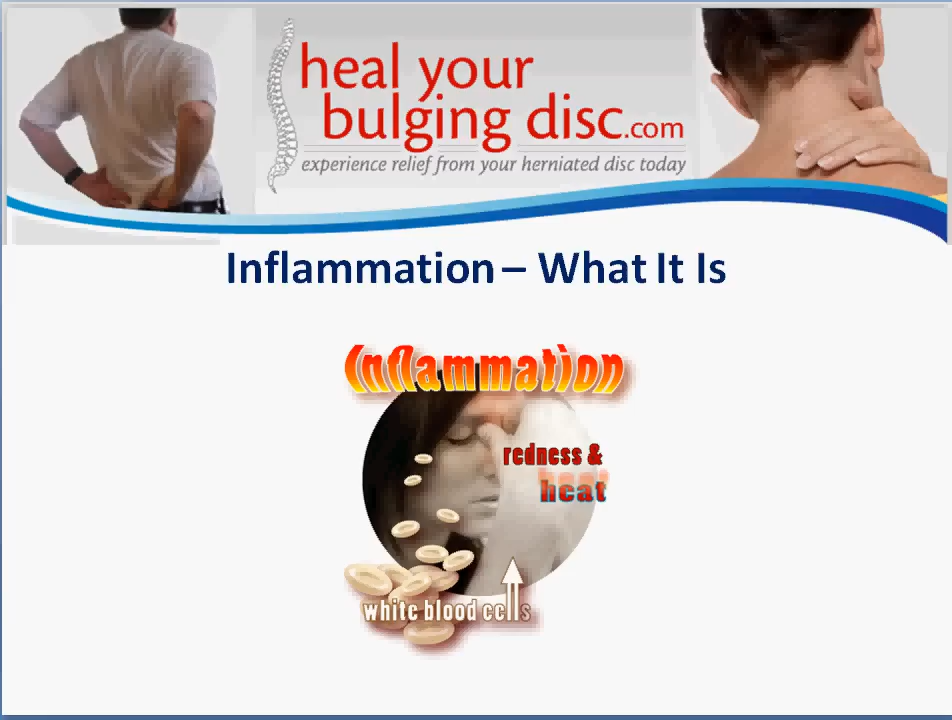 heal your
bulging disc.com
experience relief from your herniated disc today
Inflammation – What It Is
Inflammation
redness &
heat
white blood cells